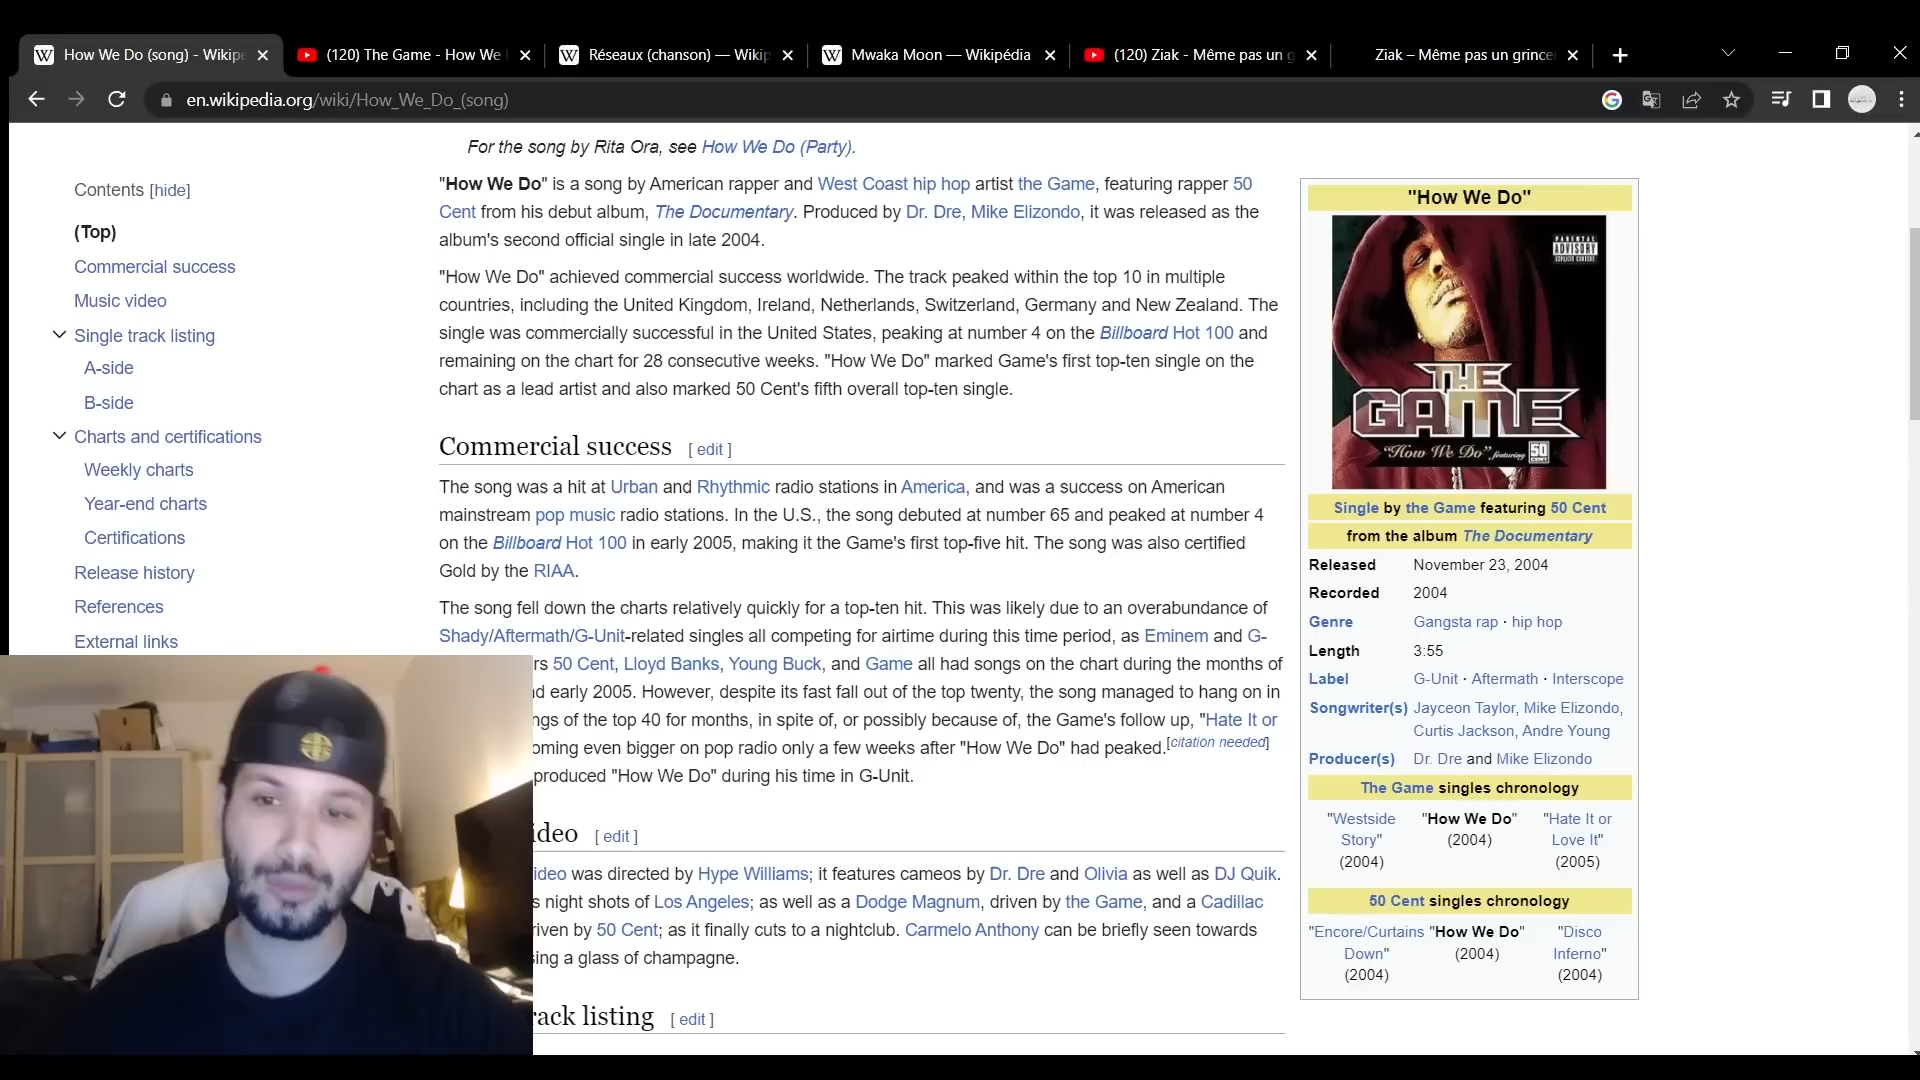 How We Do (song) - Wikipe
(120) The Game - How We
Réseaux (chanson) — Wikip
Mwaka Moon — Wikipédia
(120) Ziak - Même pas un g
Ziak – Même pas un grince
en.wikipedia.org/wiki/How_We_Do_(song)
For the song by Rita Ora, see How We Do (Party).
Contents [hide]
(Top)
Commercial success
Music video
Single track listing
A-side
B-side
Charts and certifications
Weekly charts
Year-end charts
Certifications
Release history
References
External links
"How We Do" is a song by American rapper and West Coast hip hop artist the Game, featuring rapper 50
Cent from his debut album, The Documentary. Produced by Dr. Dre, Mike Elizondo, it was released as the
album's second official single in late 2004.
"How We Do" achieved commercial success worldwide. The track peaked within the top 10 in multiple
countries, including the United Kingdom, Ireland, Netherlands, Switzerland, Germany and New Zealand. The
single was commercially successful in the United States, peaking at number 4 on the Billboard Hot 100 and
remaining on the chart for 28 consecutive weeks. "How We Do" marked Game's first top-ten single on the
chart as a lead artist and also marked 50 Cent's fifth overall top-ten single.
Commercial success [ edit ]
The song was a hit at Urban and Rhythmic radio stations in America, and was a success on American
mainstream pop music radio stations. In the U.S., the song debuted at number 65 and peaked at number 4
on the Billboard Hot 100 in early 2005, making it the Game's first top-five hit. The song was also certified
Gold by the RIAA.
The song fell down the charts relatively quickly for a top-ten hit. This was likely due to an overabundance of
Shady/Aftermath/G-Unit-related singles all competing for airtime during this time period, as Eminem and G-
rs 50 Cent, Lloyd Banks, Young Buck, and Game all had songs on the chart during the months of
d early 2005. However, despite its fast fall out of the top twenty, the song managed to hang on in
ngs of the top 40 for months, in spite of, or possibly because of, the Game's follow up, "Hate It or
oming even bigger on pop radio only a few weeks after "How We Do" had peaked.[citation needed]
produced "How We Do" during his time in G-Unit.
ideo [ edit ]
ideo was directed by Hype Williams; it features cameos by Dr. Dre and Olivia as well as DJ Quik.
s night shots of Los Angeles; as well as a Dodge Magnum, driven by the Game, and a Cadillac
riven by 50 Cent; as it finally cuts to a nightclub. Carmelo Anthony can be briefly seen towards
ing a glass of champagne.
rack listing [ edit ]
"How We Do"
PARENTAL
ADVISORY
EXPLICIT CONTENT
THE
GAME
"How We Do" featuring 50
Single by the Game featuring 50 Cent
from the album The Documentary
Released November 23, 2004
Recorded 2004
Genre Gangsta rap · hip hop
Length 3:55
Label G-Unit · Aftermath · Interscope
Songwriter(s) Jayceon Taylor, Mike Elizondo,
Curtis Jackson, Andre Young
Producer(s) Dr. Dre and Mike Elizondo
The Game singles chronology
"Westside "How We Do" "Hate It or
Story" (2004) Love It"
(2004) (2005)
50 Cent singles chronology
"Encore/Curtains "How We Do" "Disco
Down" (2004) Inferno"
(2004) (2004)